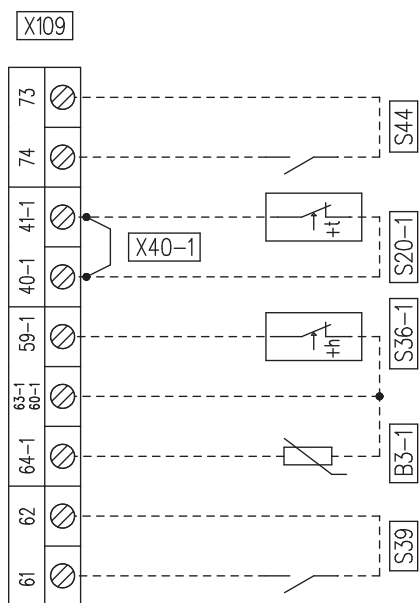 X109
73
74
41-1
40-1
59-1
63-1
60-1
64-1
62
61
X40-1
+t
+h
S44
S20-1
S36-1
B3-1
S39